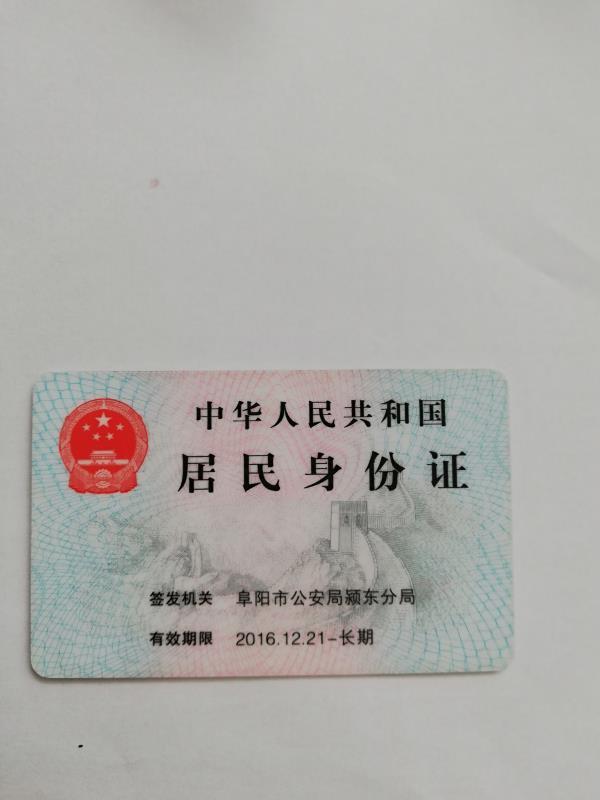 中华人民共和国
居民身份证
签发机关 阜阳市公安局颍东分局
有效期限 2016.12.21-长期